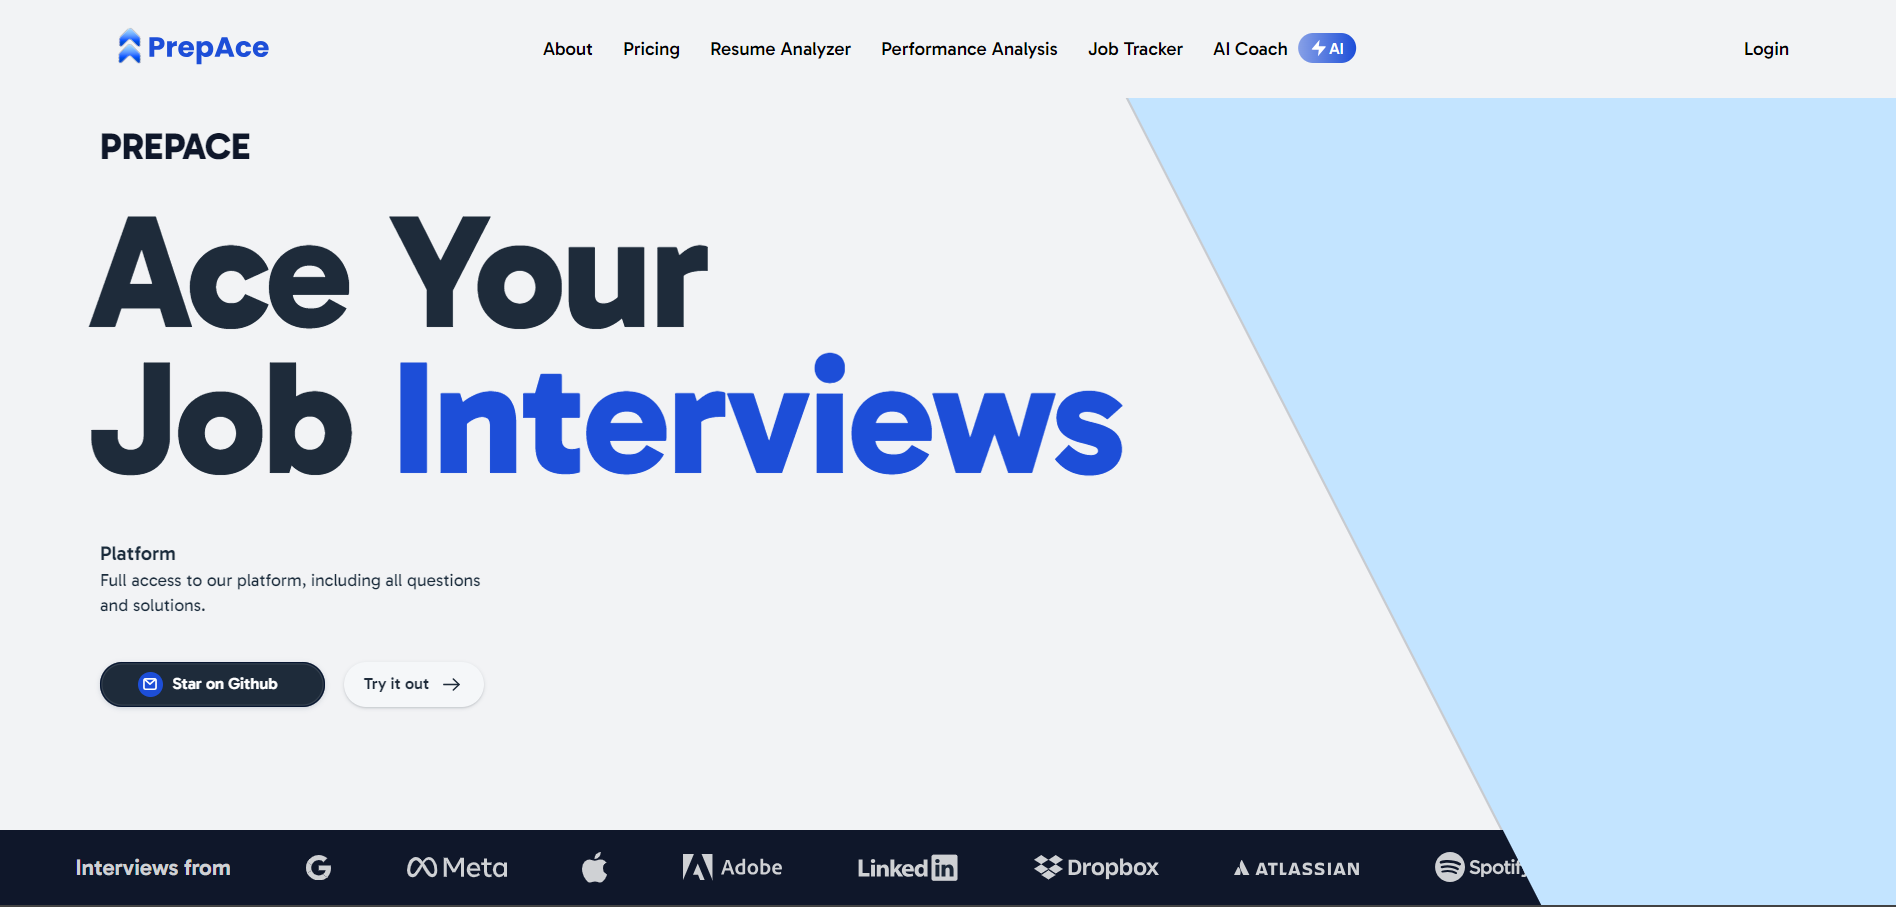 PrepAce
About Pricing Resume Analyzer Performance Analysis Job Tracker AI Coach AI Login
PREPACE
Ace Your
Job Interviews
Platform
Full access to our platform, including all questions
and solutions.
Star on Github Try it out
Interviews from G Meta Adobe LinkedIn Dropbox ATLASSIAN Spotify